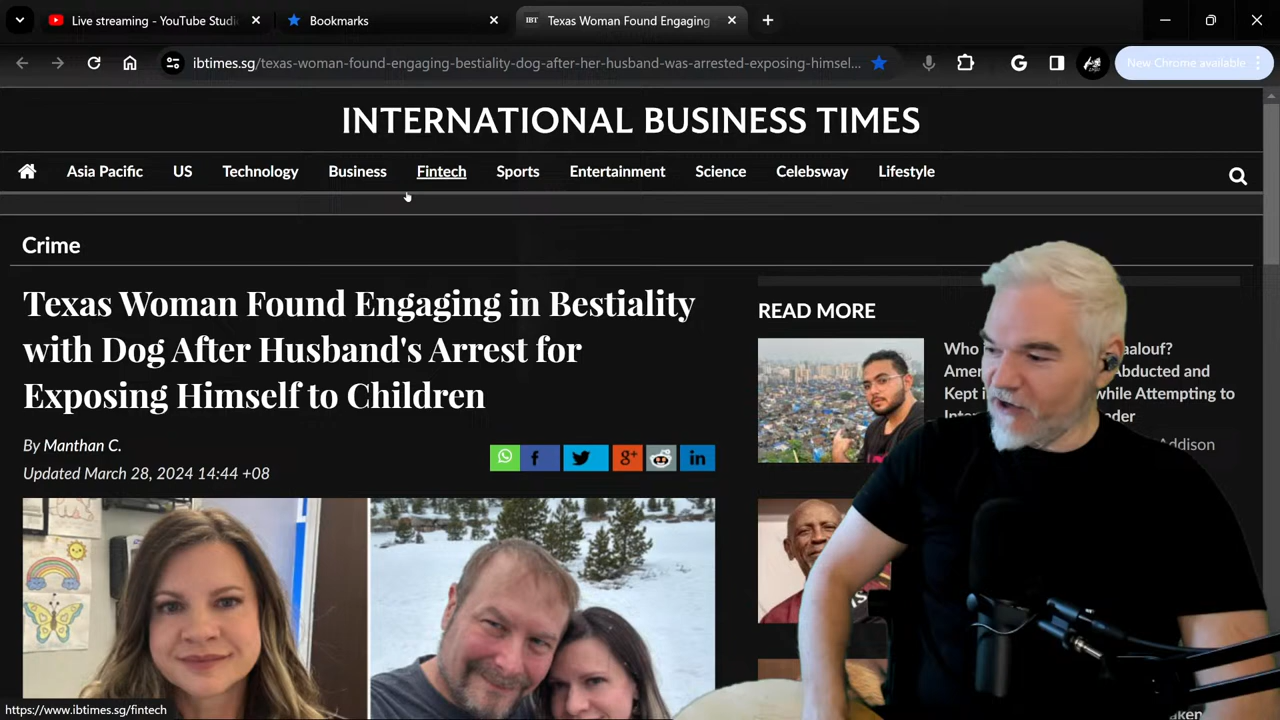 Live streaming - YouTube Studi
Bookmarks
IBT
Texas Woman Found Engaging
ibtimes.sg/texas-woman-found-engaging-bestiality-dog-after-her-husband-was-arrested-exposing-himsel...
New Chrome available
INTERNATIONAL BUSINESS TIMES
Asia Pacific
US
Technology
Business
Fintech
Sports
Entertainment
Science
Celebsway
Lifestyle
Crime
Texas Woman Found Engaging in Bestiality
with Dog After Husband's Arrest for
Exposing Himself to Children
By Manthan C.
Updated March 28, 2024 14:44 +08
f
g+
in
READ MORE
Who
aalouf?
Amer
Abducted and
Kept i
while Attempting to
Addison
https://www.ibtimes.sg/fintech